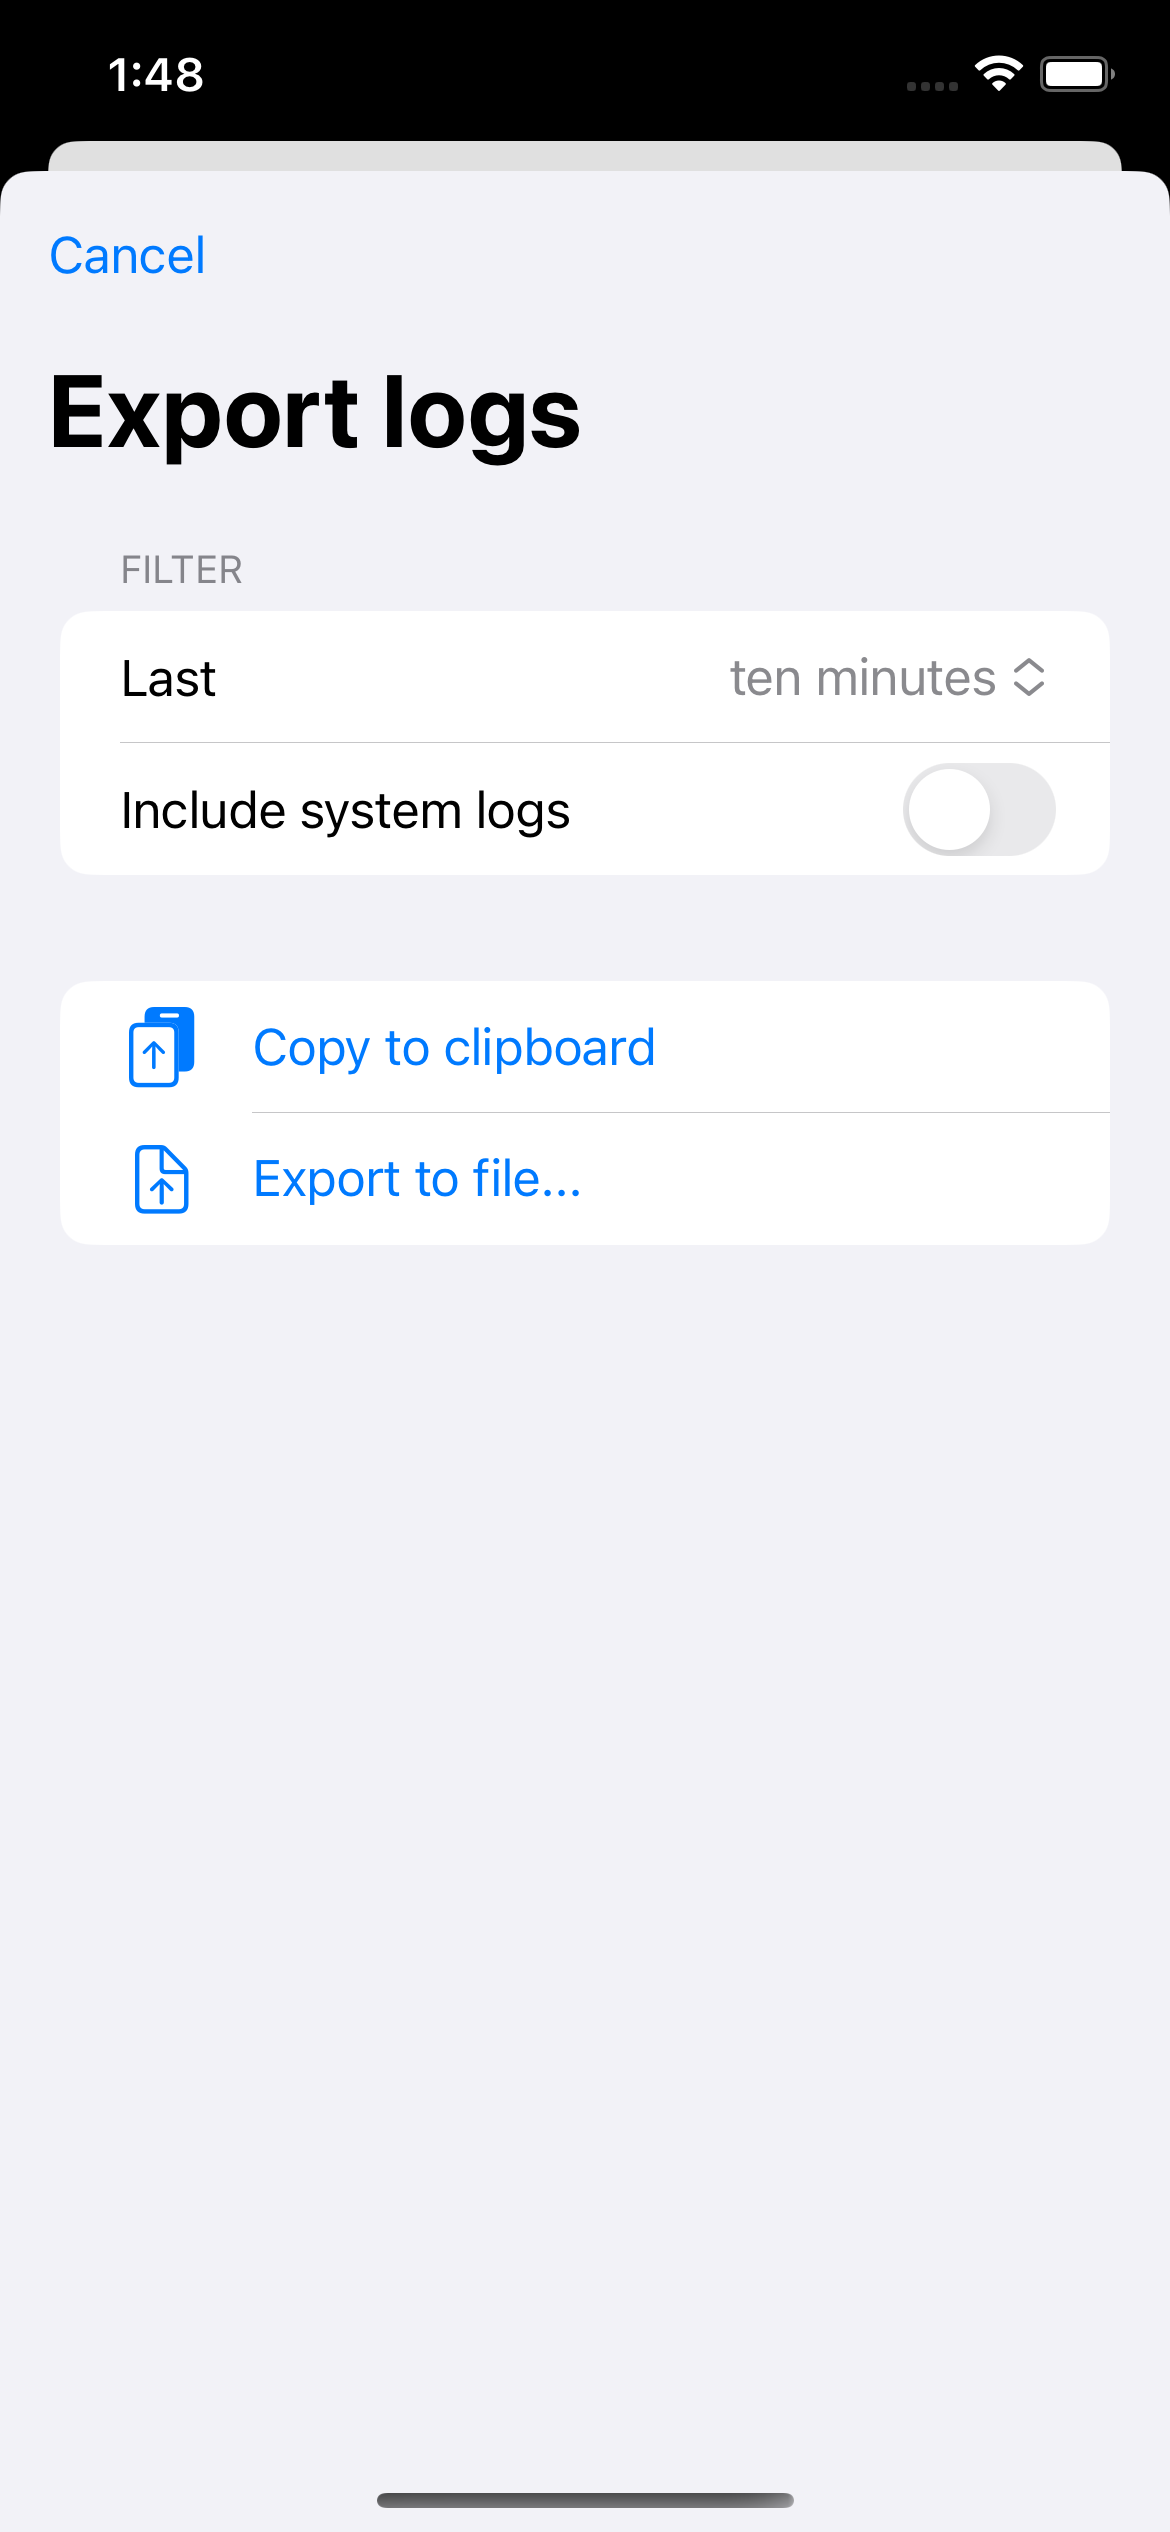 1:48
Cancel
Export logs
FILTER
Last ten minutes
Include system logs
Copy to clipboard
Export to file...